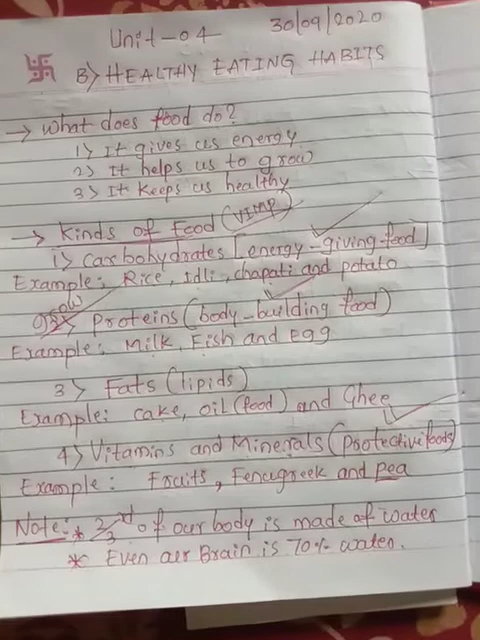 Unit-04 30/09/2020
B) HEALTHY EATING HABITS
→ What does food do?
1) It gives us energy
2) It helps us to grow
3) It keeps us healthy
→ Kinds of Food (VIMP)
1) carbohydrates [energy-giving-food]
Example: Rice, Idli, chapati and potato
grow
2) Proteins (body-building food)
Example: Milk, Fish and Egg
3) Fats (lipids)
Example: cake, oil (food) and Ghee
4) Vitamins and Minerals (protective foods)
Example: Fruits, Fenugreek and pea
Note: * 2/3rd of our body is made of water
* Even our Brain is 70% water.